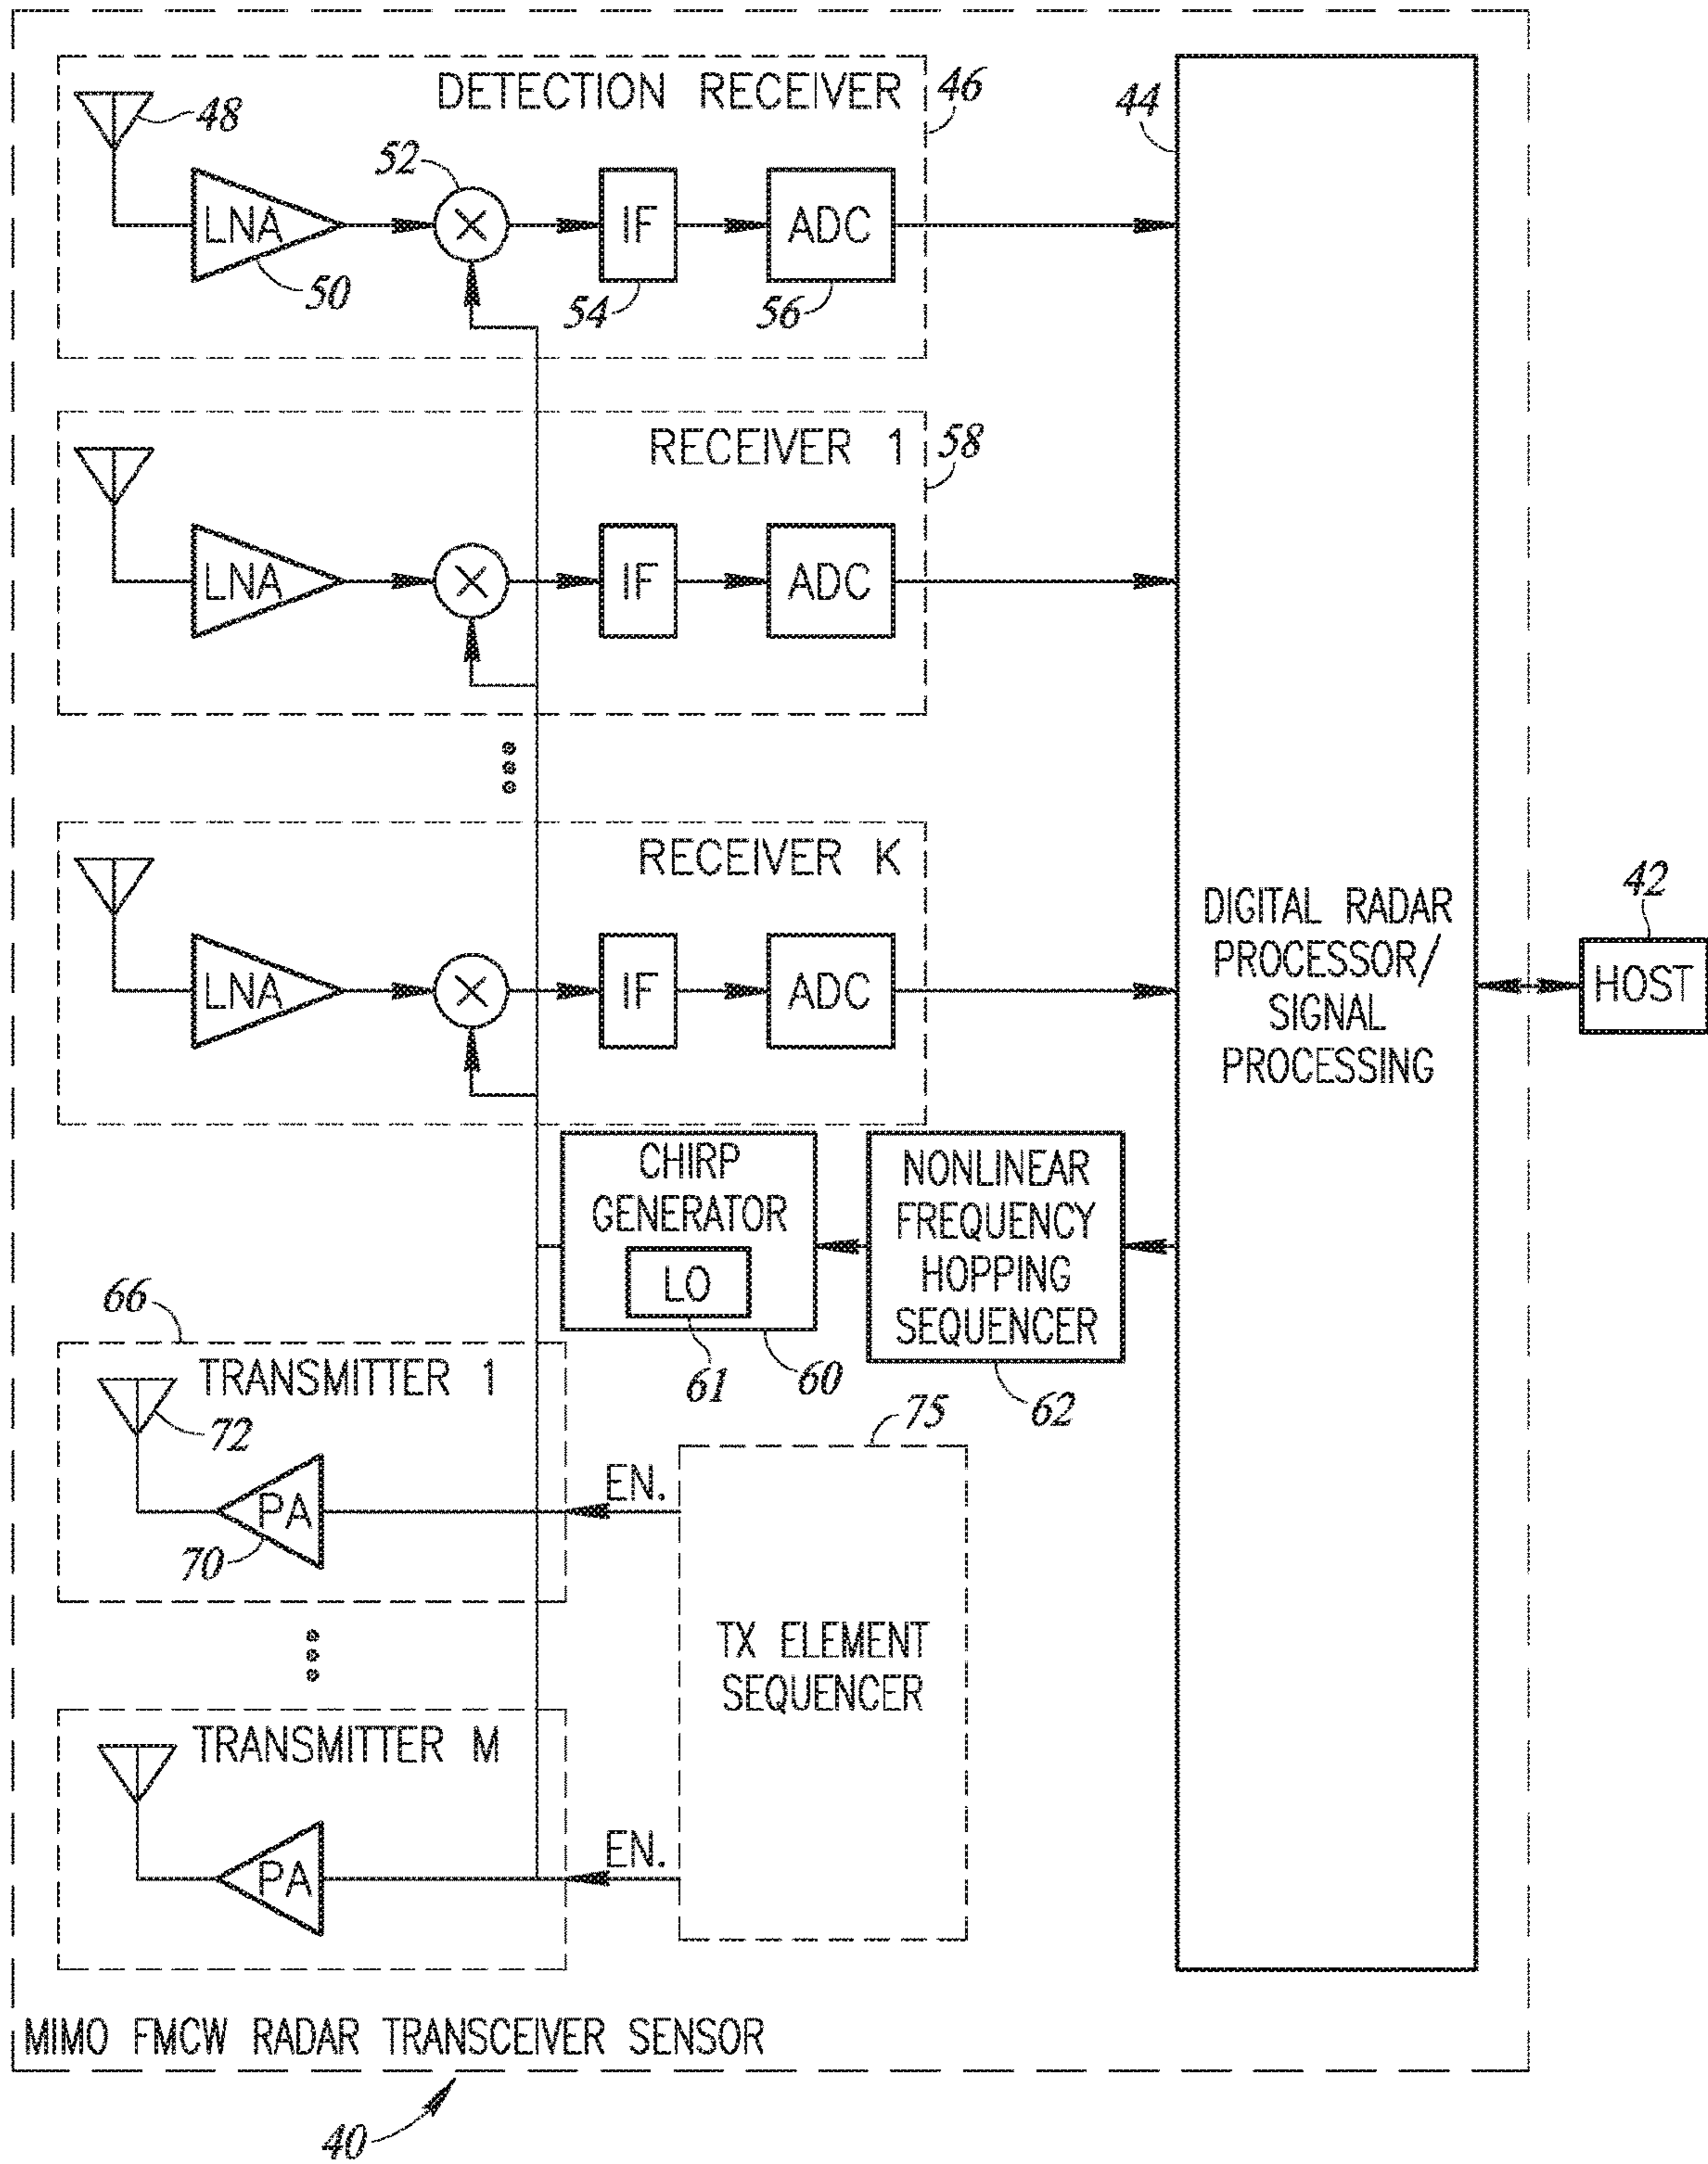 DETECTION RECEIVER
46
48
52
LNA
IF
ADC
50
54
56
44
RECEIVER 1
58
LNA
IF
ADC
RECEIVER K
LNA
IF
ADC
DIGITAL RADAR
PROCESSOR/
SIGNAL
PROCESSING
42
HOST
CHIRP
GENERATOR
LO
61
60
NONLINEAR
FREQUENCY
HOPPING
SEQUENCER
62
66
TRANSMITTER 1
72
PA
70
EN.
75
TX ELEMENT
SEQUENCER
TRANSMITTER M
PA
EN.
MIMO FMCW RADAR TRANSCEIVER SENSOR
40